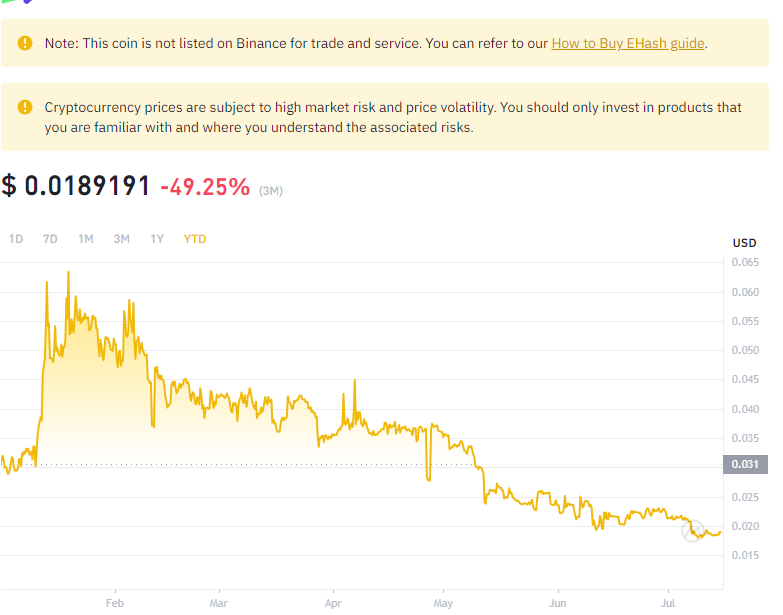 Note: This coin is not listed on Binance for trade and service. You can refer to our How to Buy EHash guide.
Cryptocurrency prices are subject to high market risk and price volatility. You should only invest in products that
you are familiar with and where you understand the associated risks.
$ 0.0189191 -49.25% (3M)
1D 7D 1M 3M 1Y YTD
USD
0.065
0.060
0.055
0.050
0.045
0.040
0.035
0.031
0.025
0.020
0.015
Feb Mar Apr May Jun Jul